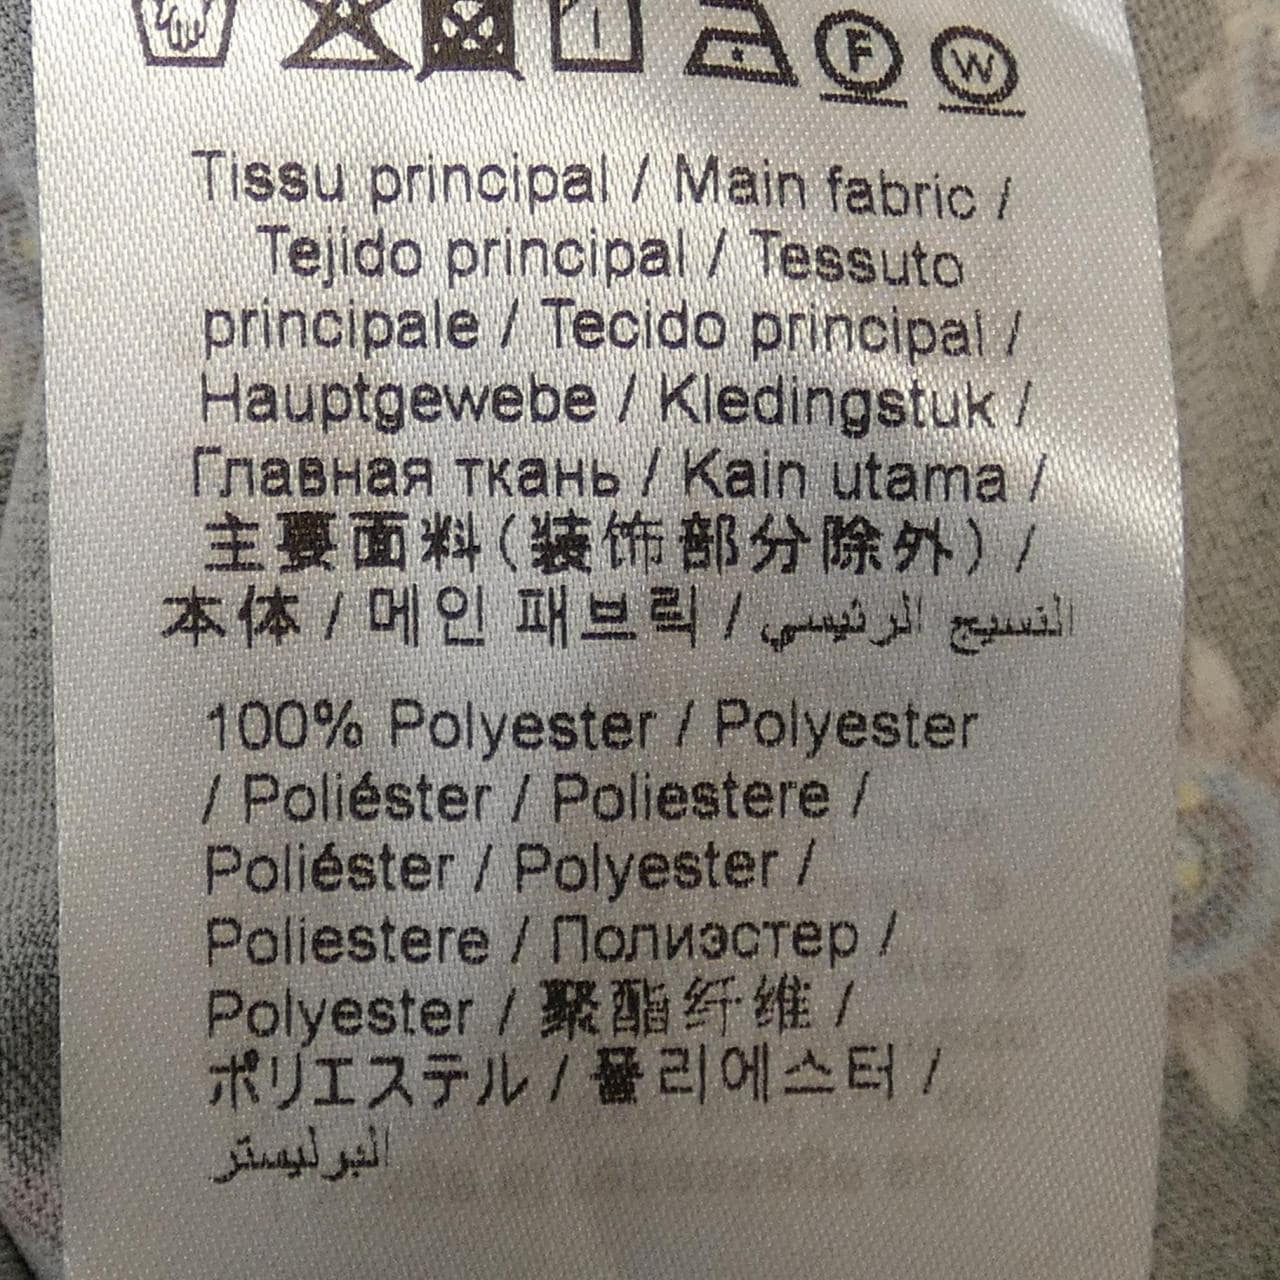 F W
Tissu principal / Main fabric /
Tejido principal / Tessuto
principale / Tecido principal /
Hauptgewebe / Kledingstuk /
Главная ткань / Kain utama /
主要面料(装饰部分除外) /
本体 / 메인 패브릭 / النسيج الرئيسي
100% Polyester / Polyester
/ Poliéster / Poliestere /
Poliéster / Polyester /
Poliestere / Полиэстер /
Polyester / 聚酯纤维 /
ポリエステル / 폴리에스터 /
البوليستر